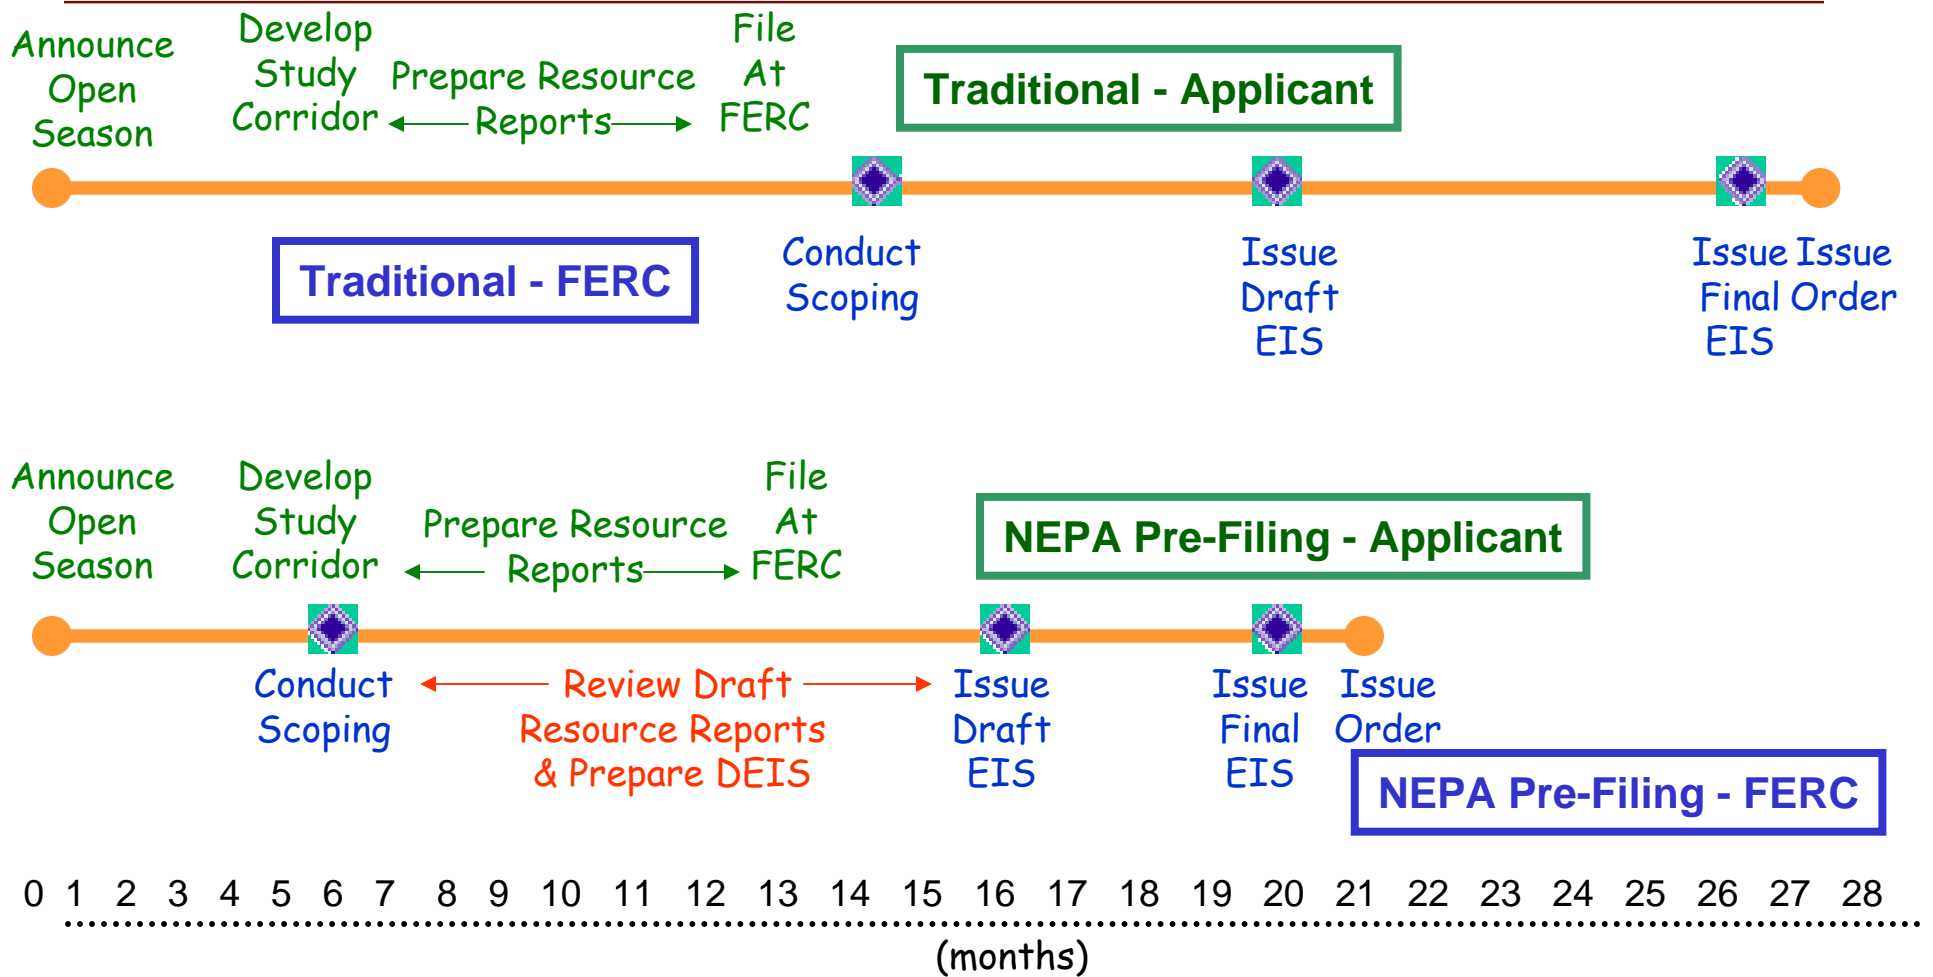 Announce
Open
Season
Develop
Study
Corridor
Prepare Resource
Reports
File
At
FERC
Traditional - Applicant
Traditional - FERC
Conduct
Scoping
Issue
Draft
EIS
Issue
Final
EIS
Issue
Order
Announce
Open
Season
Develop
Study
Corridor
Prepare Resource
Reports
File
At
FERC
NEPA Pre-Filing - Applicant
Conduct
Scoping
Review Draft
Resource Reports
& Prepare DEIS
Issue
Draft
EIS
Issue
Final
EIS
Issue
Order
NEPA Pre-Filing - FERC
0 1 2 3 4 5 6 7 8 9 10 11 12 13 14 15 16 17 18 19 20 21 22 23 24 25 26 27 28
(months)